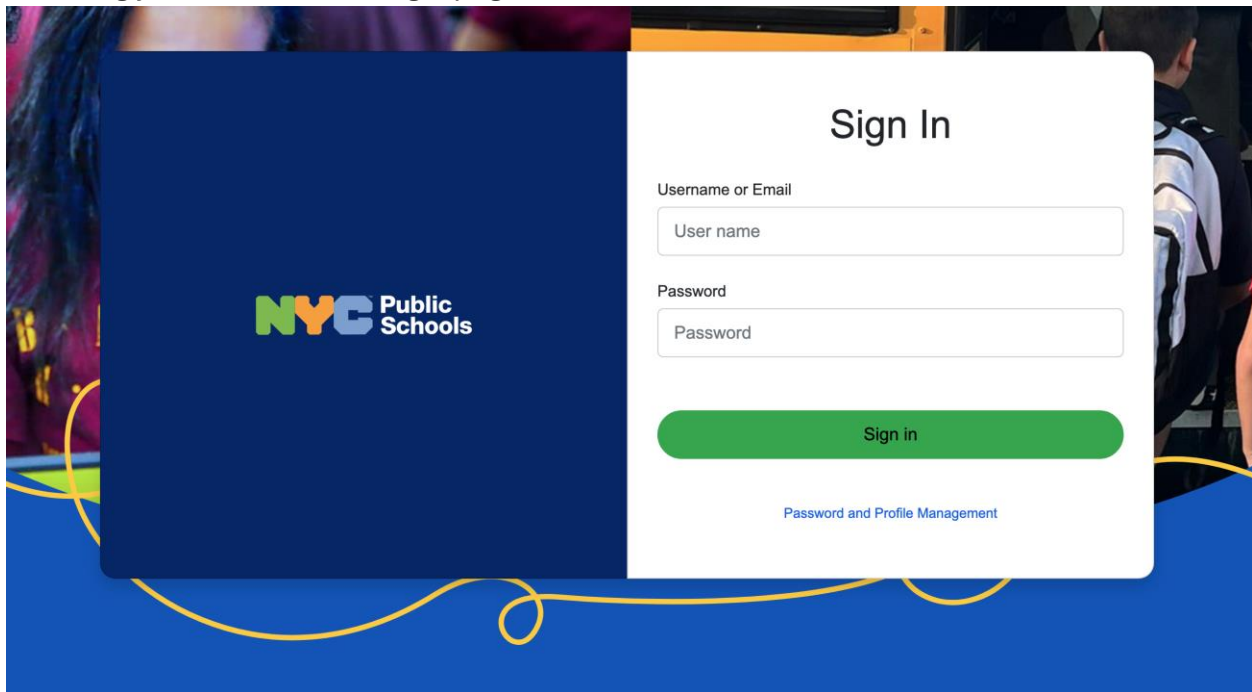 NYC Public
Schools
Sign In
Username or Email
User name
Password
Password
Sign in
Password and Profile Management